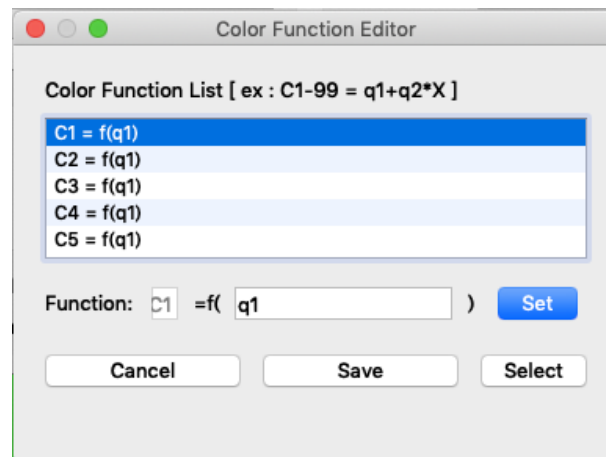 Color Function Editor
Color Function List [ ex : C1-99 = q1+q2*X ]
C1 = f(q1)
C2 = f(q1)
C3 = f(q1)
C4 = f(q1)
C5 = f(q1)
Function: C1 =f( q1 ) Set
Cancel Save Select